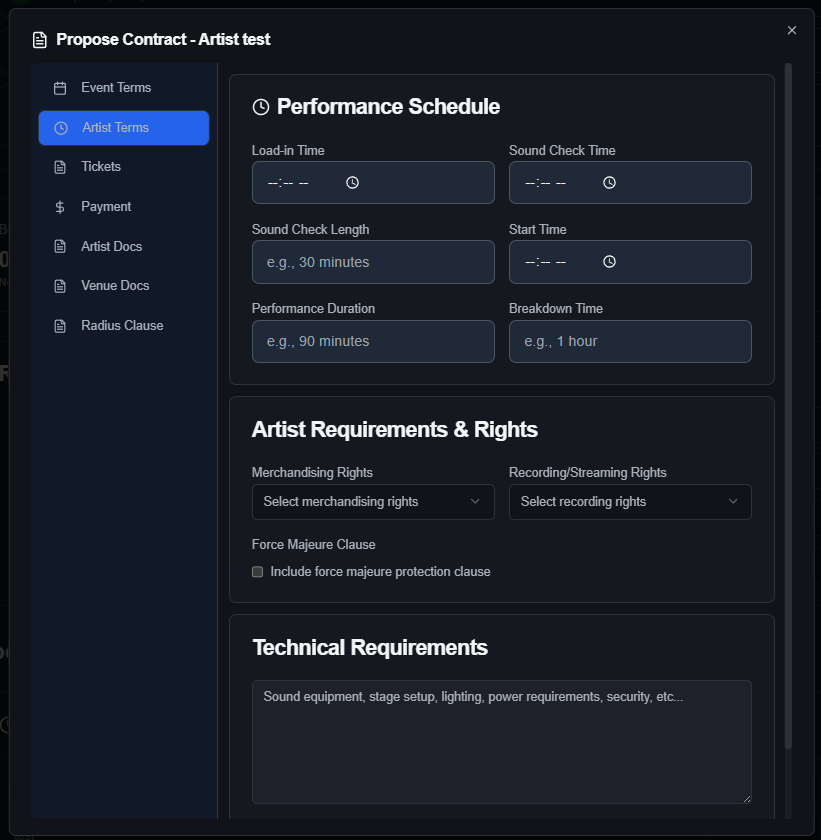 Propose Contract - Artist test
Event Terms
Artist Terms
Tickets
Payment
Artist Docs
Venue Docs
Radius Clause
Performance Schedule
Load-in Time
Sound Check Time
--:-- --
--:-- --
Sound Check Length
Start Time
e.g., 30 minutes
--:-- --
Performance Duration
Breakdown Time
e.g., 90 minutes
e.g., 1 hour
Artist Requirements & Rights
Merchandising Rights
Recording/Streaming Rights
Select merchandising rights
Select recording rights
Force Majeure Clause
Include force majeure protection clause
Technical Requirements
Sound equipment, stage setup, lighting, power requirements, security, etc...